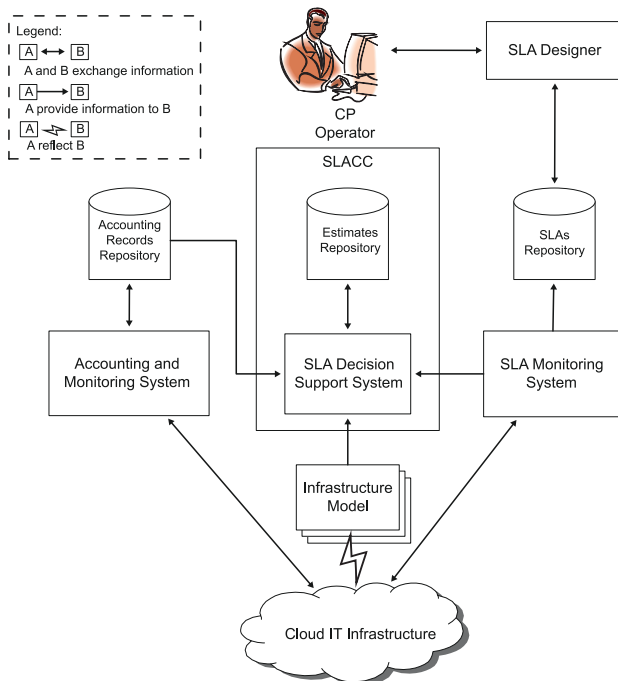 Legend:
A B
A and B exchange information
A B
A provide information to B
A B
A reflect B
CP
Operator
SLA Designer
SLACC
Accounting
Records
Repository
Estimates
Repository
SLAs
Repository
Accounting and
Monitoring System
SLA Decision
Support System
SLA Monitoring
System
Infrastructure
Model
Cloud IT Infrastructure